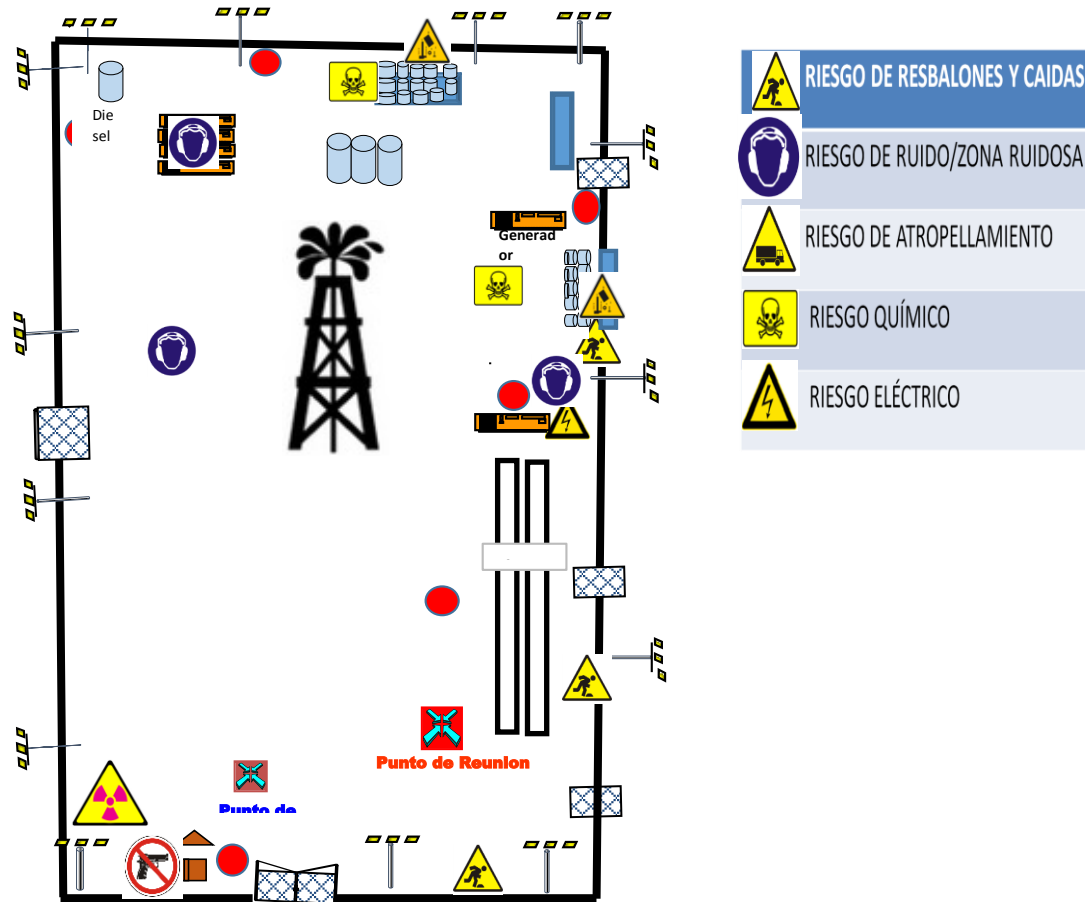 Die
sel
Generad
or
Punto de Reunion
Punto de
RIESGO DE RESBALONES Y CAIDAS
RIESGO DE RUIDO/ZONA RUIDOSA
RIESGO DE ATROPELLAMIENTO
RIESGO QUÍMICO
RIESGO ELÉCTRICO